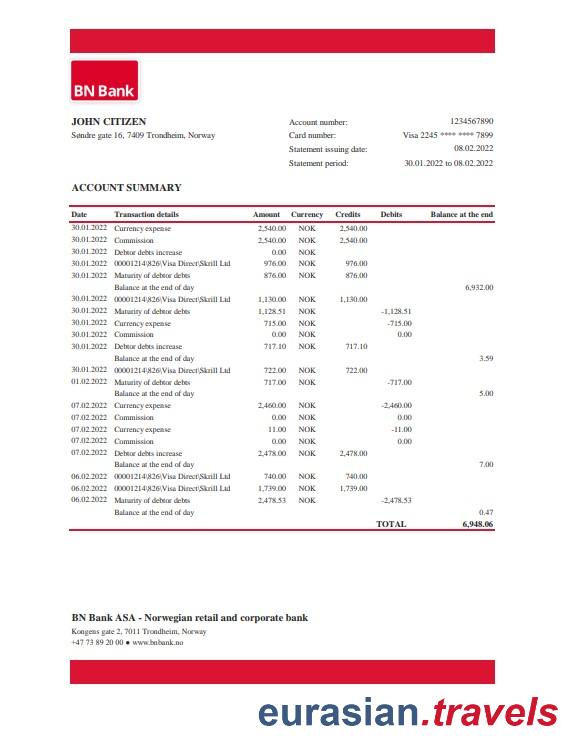 BN Bank
JOHN CITIZEN
Søndre gate 16, 7409 Trondheim, Norway
Account number: 1234567890
Card number: Visa 2245 **** **** 7899
Statement issuing date: 08.02.2022
Statement period: 30.01.2022 to 08.02.2022
ACCOUNT SUMMARY
Date Transaction details Amount Currency Credits Debits Balance at the end
30.01.2022 Currency expense 2,540.00 NOK 2,540.00
30.01.2022 Commission 2,540.00 NOK 2,540.00
30.01.2022 Debtor debts increase 0.00 NOK
30.01.2022 00001214\826\Visa Direct\Skrill Ltd 976.00 NOK 976.00
30.01.2022 Maturity of debtor debts 876.00 NOK 876.00
Balance at the end of day 6,932.00
30.01.2022 00001214\826\Visa Direct\Skrill Ltd 1,130.00 NOK 1,130.00
30.01.2022 Maturity of debtor debts 1,128.51 NOK -1,128.51
30.01.2022 Currency expense 715.00 NOK -715.00
30.01.2022 Commission 0.00 NOK 0.00
30.01.2022 Debtor debts increase 717.10 NOK 717.10
Balance at the end of day 3.59
30.01.2022 00001214\826\Visa Direct\Skrill Ltd 722.00 NOK 722.00
01.02.2022 Maturity of debtor debts 717.00 NOK -717.00
Balance at the end of day 5.00
07.02.2022 Currency expense 2,460.00 NOK -2,460.00
07.02.2022 Commission 0.00 NOK 0.00
07.02.2022 Currency expense 11.00 NOK -11.00
07.02.2022 Commission 0.00 NOK 0.00
07.02.2022 Debtor debts increase 2,478.00 NOK 2,478.00
Balance at the end of day 7.00
06.02.2022 00001214\826\Visa Direct\Skrill Ltd 740.00 NOK 740.00
06.02.2022 00001214\826\Visa Direct\Skrill Ltd 1,739.00 NOK 1,739.00
06.02.2022 Maturity of debtor debts 2,478.53 NOK -2,478.53
Balance at the end of day 0.47
TOTAL 6,948.06
BN Bank ASA - Norwegian retail and corporate bank
Kongens gate 2, 7011 Trondheim, Norway
+47 73 89 20 00 ● www.bnbank.no
eurasian.travels